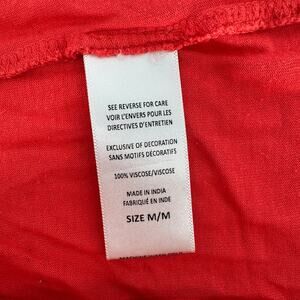 SEE REVERSE FOR CARE
VOIR L'ENVERS POUR LES
DIRECTIVES D'ENTRETIEN
EXCLUSIVE OF DECORATION
SANS MOTIFS DÉCORATIFS
100% VISCOSE/VISCOSE
MADE IN INDIA
FABRIQUÉ EN INDE
SIZE M/M